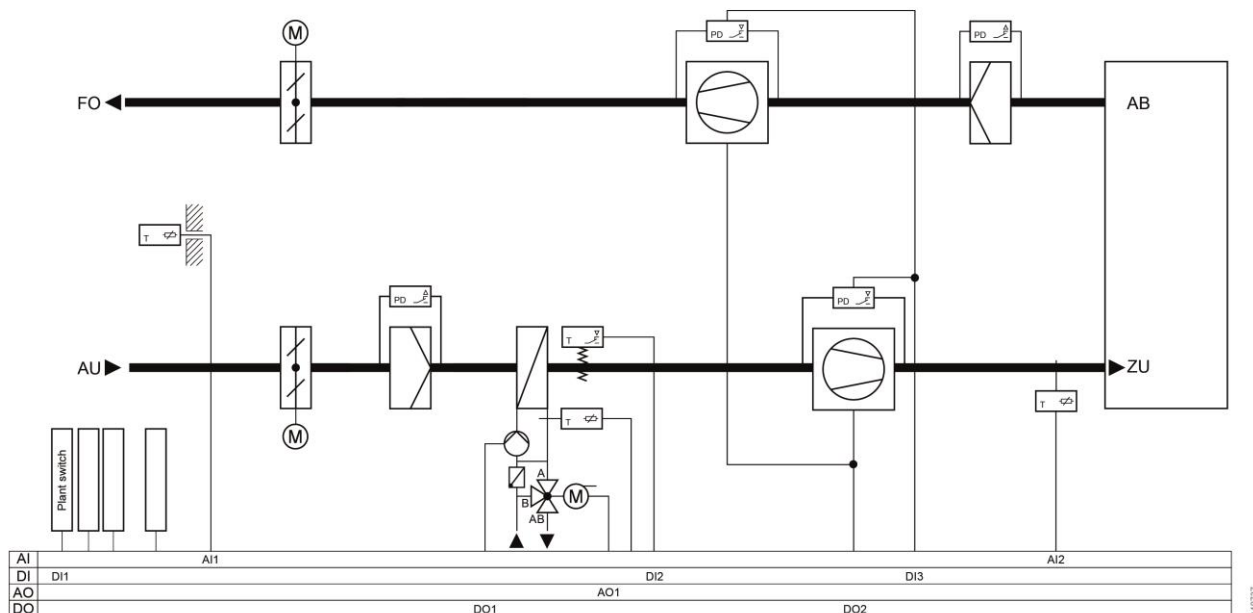 M
PD
PD
FO
AB
T
PD
PD
T
AU
ZU
T
T
M
Plant switch
A
B
M
AB
AI AI1 AI2
DI DI1 DI2 DI3
AO AO1
DO DO1 DO2